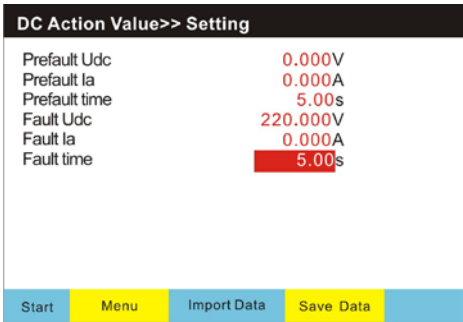 DC Action Value>> Setting
Prefault Udc 0.000V
Prefault Ia 0.000A
Prefault time 5.00s
Fault Udc 220.000V
Fault Ia 0.000A
Fault time 5.00s
Start Menu Import Data Save Data